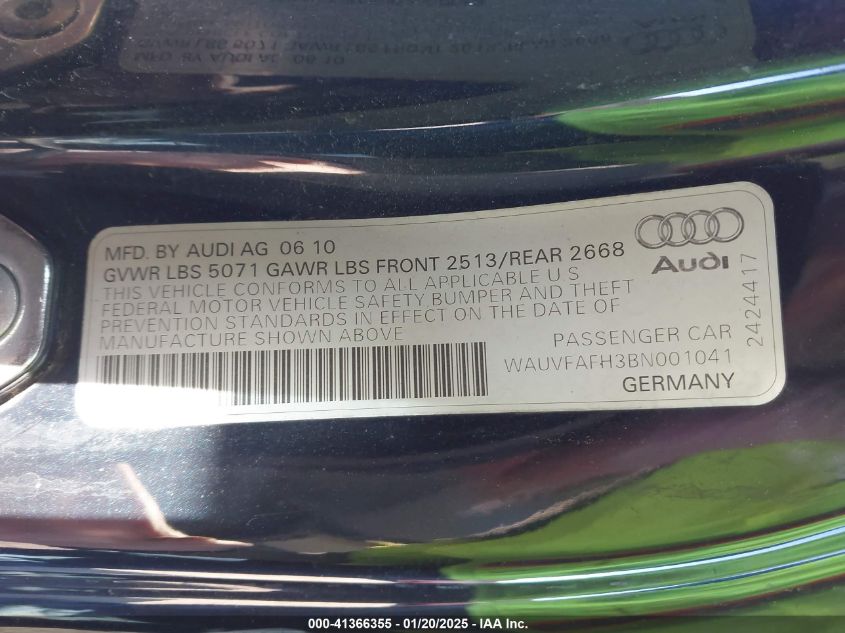 MFD. BY AUDI AG 06 10
GVWR LBS 5071 GAWR LBS FRONT 2513/REAR 2668
THIS VEHICLE CONFORMS TO ALL APPLICABLE U S
FEDERAL MOTOR VEHICLE SAFETY BUMPER AND THEFT
PREVENTION STANDARDS IN EFFECT ON THE DATE OF
MANUFACTURE SHOWN ABOVE
Audi
2424417
PASSENGER CAR
WAUVFAFH3BN001041
GERMANY
000-41366355 - 01/20/2025 - IAA Inc.